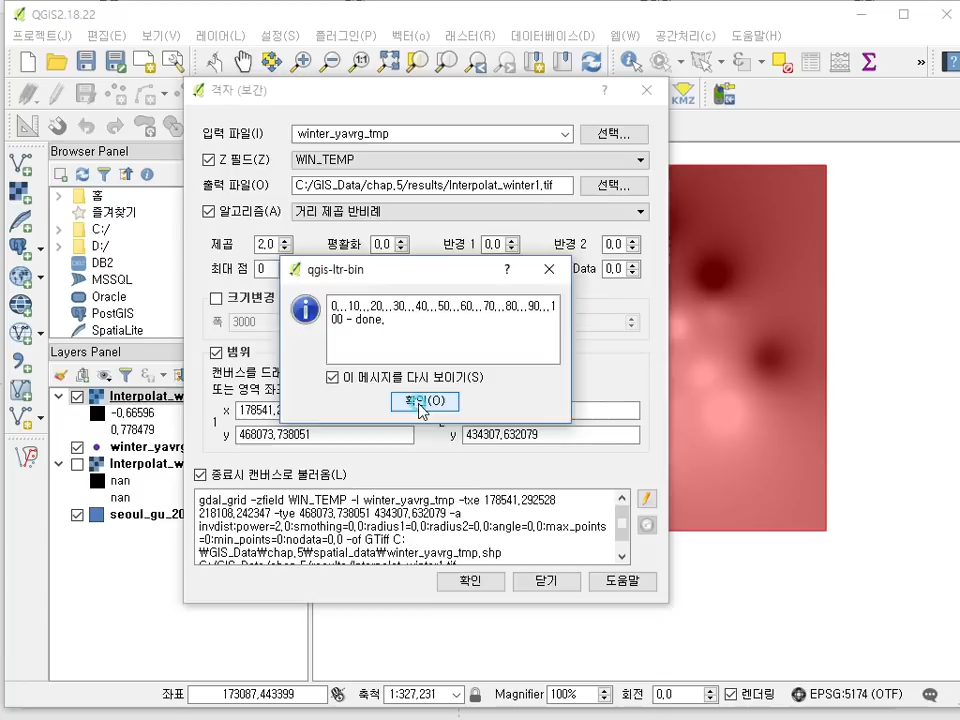 QGIS2.18.22
프로젝트(J) 편집(E) 보기(V) 레이어(L) 설정(S) 플러그인(P) 벡터(o) 래스터(R) 데이터베이스(D) 웹(W) 공간처리(c) 도움말(H)
격자 (보간)
입력 파일(I) winter_yavrg_tmp 선택...
Z 필드(Z) WIN_TEMP
출력 파일(O) C:/GIS_Data/chap.5/results/Interpolat_winter1.tif 선택...
알고리즘(A) 거리 제곱 반비례
제곱 2.0 평활화 0.0 반경 1 0.0 반경 2 0.0
최대 점 0 Data 0.0
크기변경
폭 3000
범위
캔버스를 드래
또는 영역 좌표
1 x 178541.2
y 468073.738051 y 434307.632079
종료시 캔버스로 불러옴(L)
gdal_grid -zfield WIN_TEMP -l winter_yavrg_tmp -txe 178541.292528
218108.242347 -tye 468073.738051 434307.632079 -a
invdist:power=2.0:smothing=0.0:radius1=0.0:radius2=0.0:angle=0.0:max_points
=0:min_points=0:nodata=0.0 -of GTiff C:
₩GIS_Data₩chap.5₩spatial_data₩winter_yavrg_tmp.shp
C:/GIS_Data/chap.5/results/Interpolat_winter1.tif
확인 닫기 도움말
qgis-ltr-bin
0...10...20...30...40...50...60...70...80...90...1
00 - done.
이 메시지를 다시 보이기(S)
확인(O)
KMZ
Browser Panel
홈
즐겨찾기
C:/
D:/
DB2
MSSQL
Oracle
PostGIS
SpatiaLite
Layers Panel
Interpolat_w
-0.66596
0.778479
winter_yavrg
Interpolat_w
nan
nan
seoul_gu_20
좌표 173087,443399 축척 1:327,231 Magnifier 100% 회전 0.0 렌더링 EPSG:5174 (OTF)